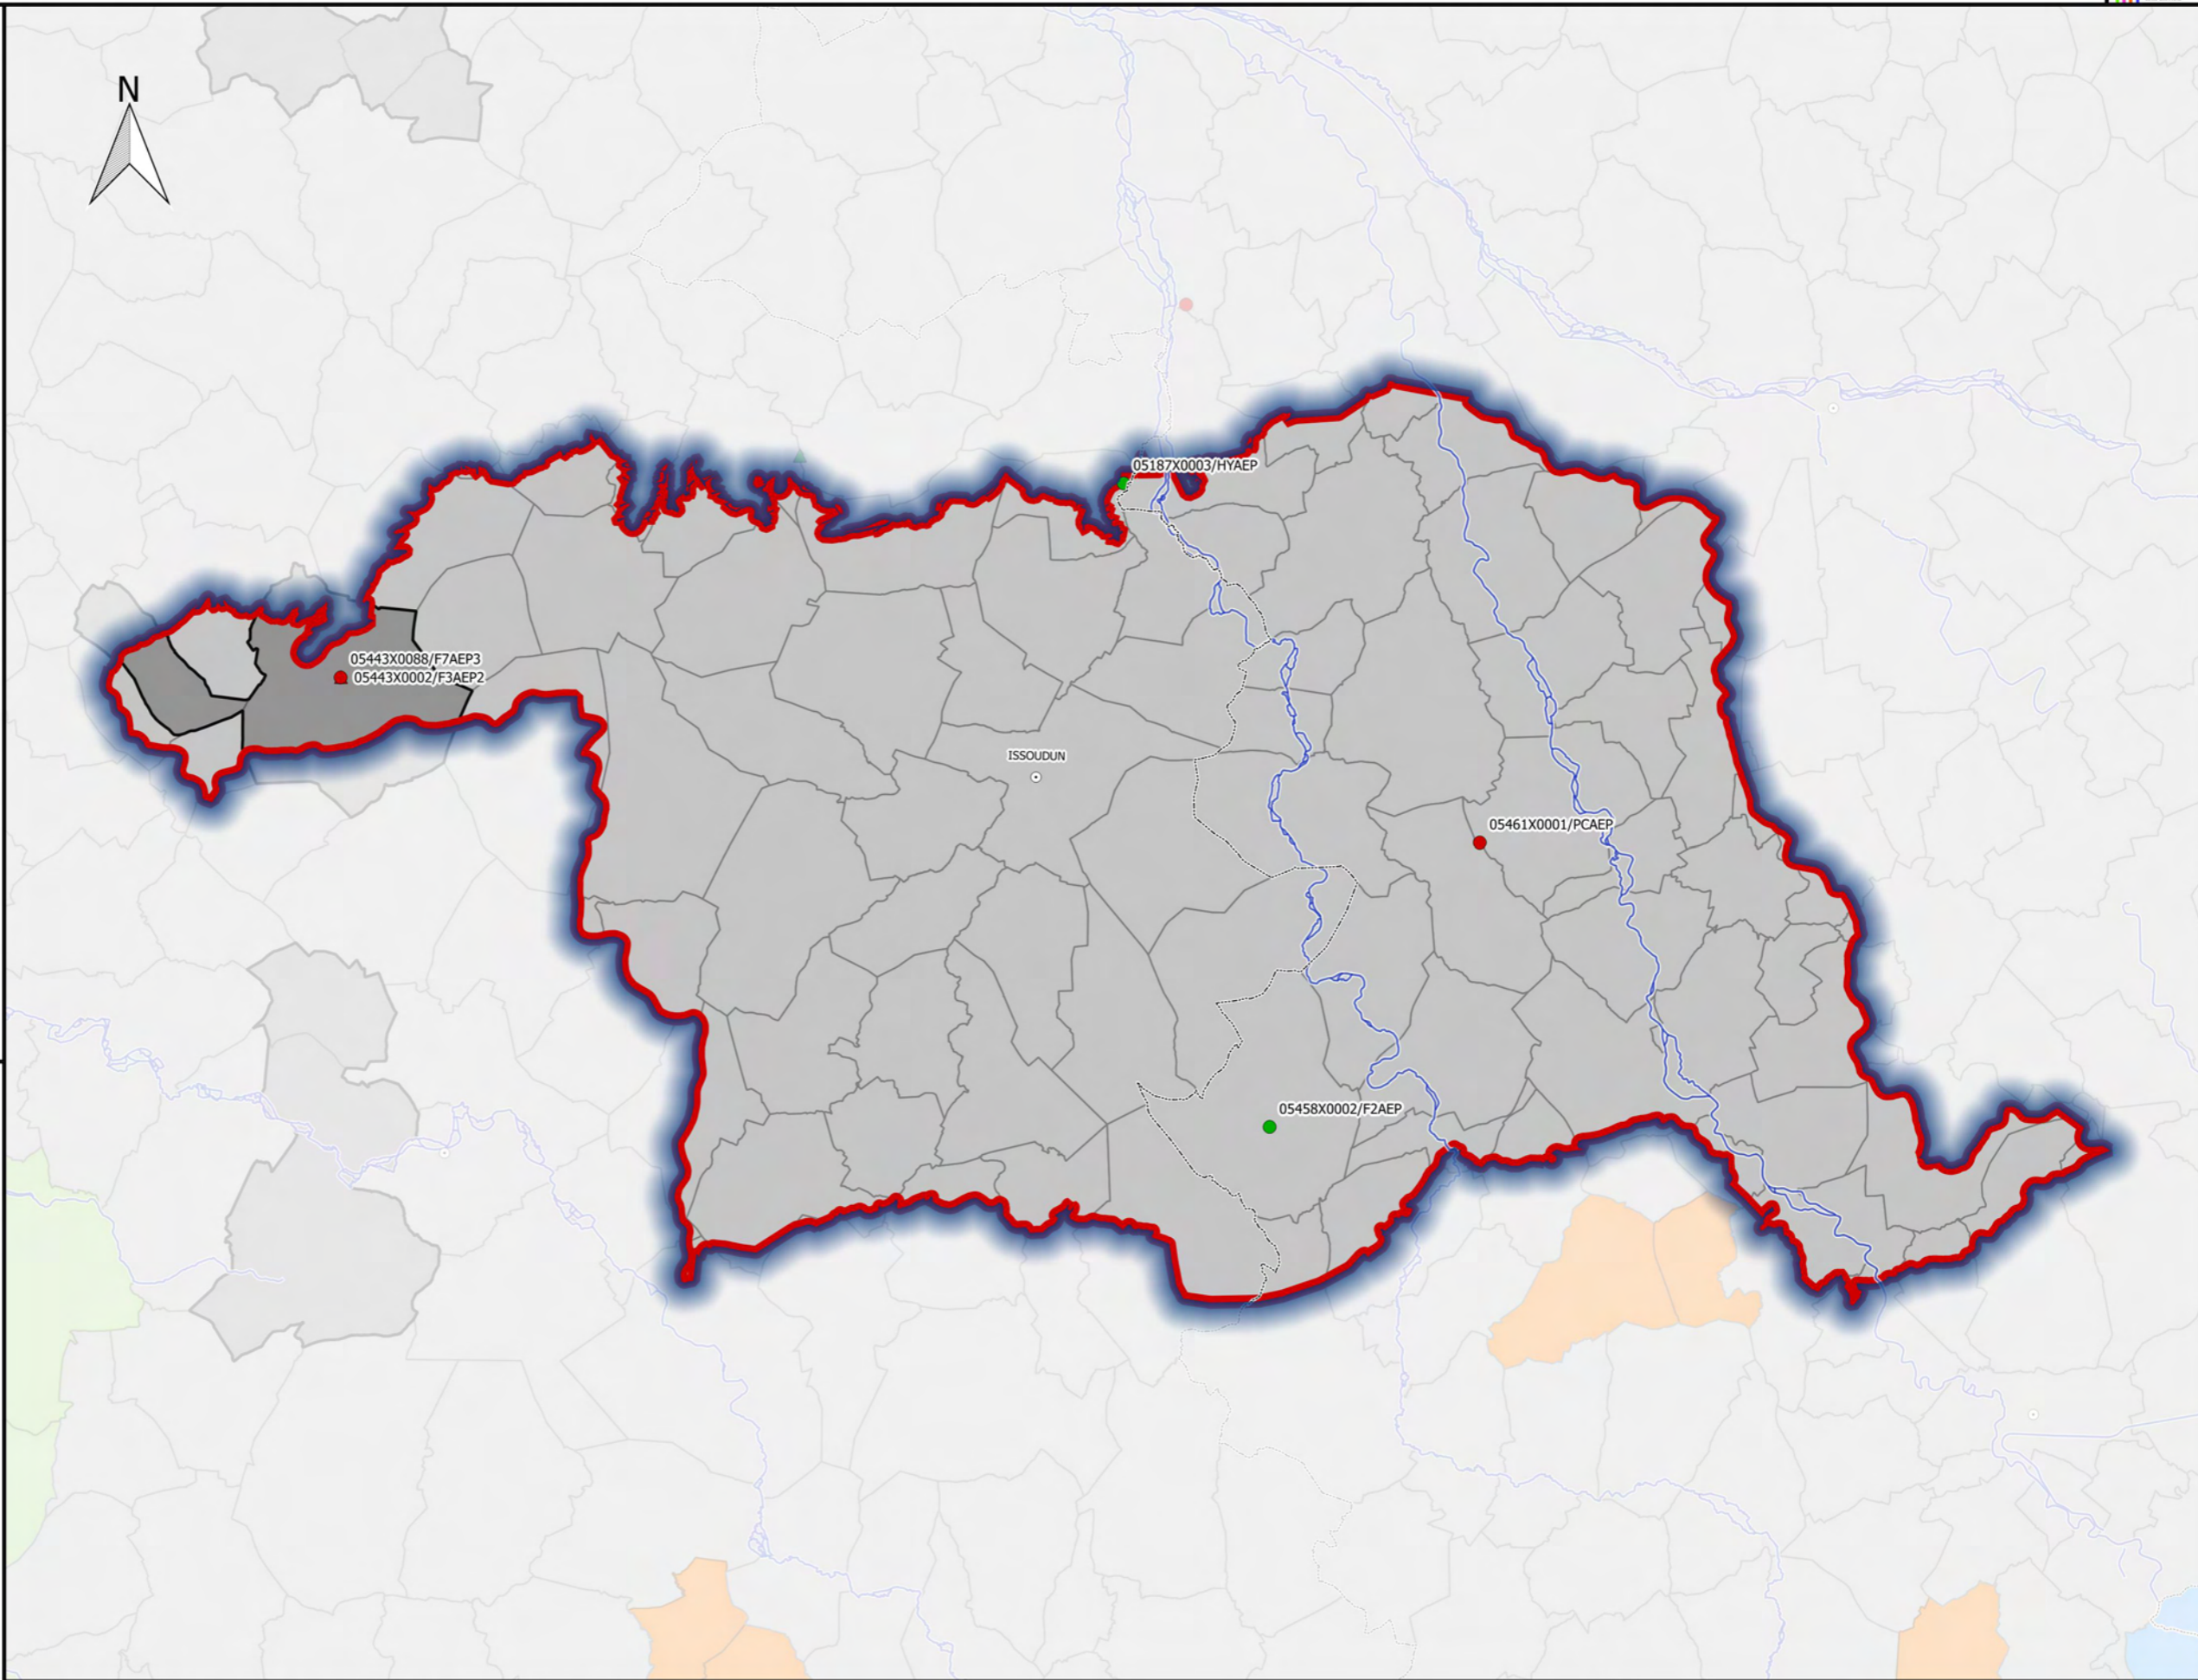 N
05187X0003/HYAEP
05443X0088/F7AEP3
05443X0002/F3AEP2
ISSOUDUN
05461X0001/PCAEP
05458X0002/F2AEP